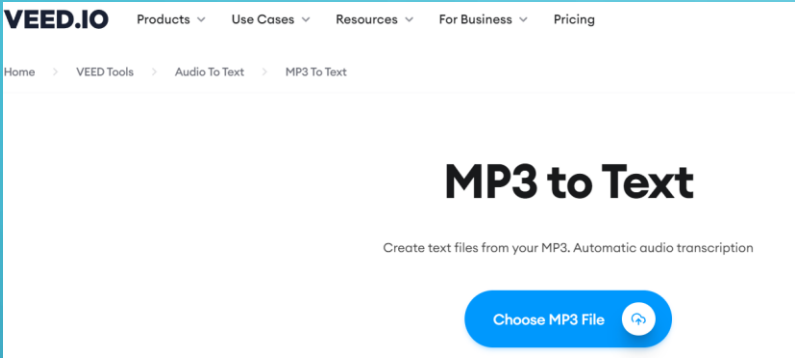 VEED.IO Products Use Cases Resources For Business Pricing
Home > VEED Tools > Audio To Text > MP3 To Text
MP3 to Text
Create text files from your MP3. Automatic audio transcription
Choose MP3 File